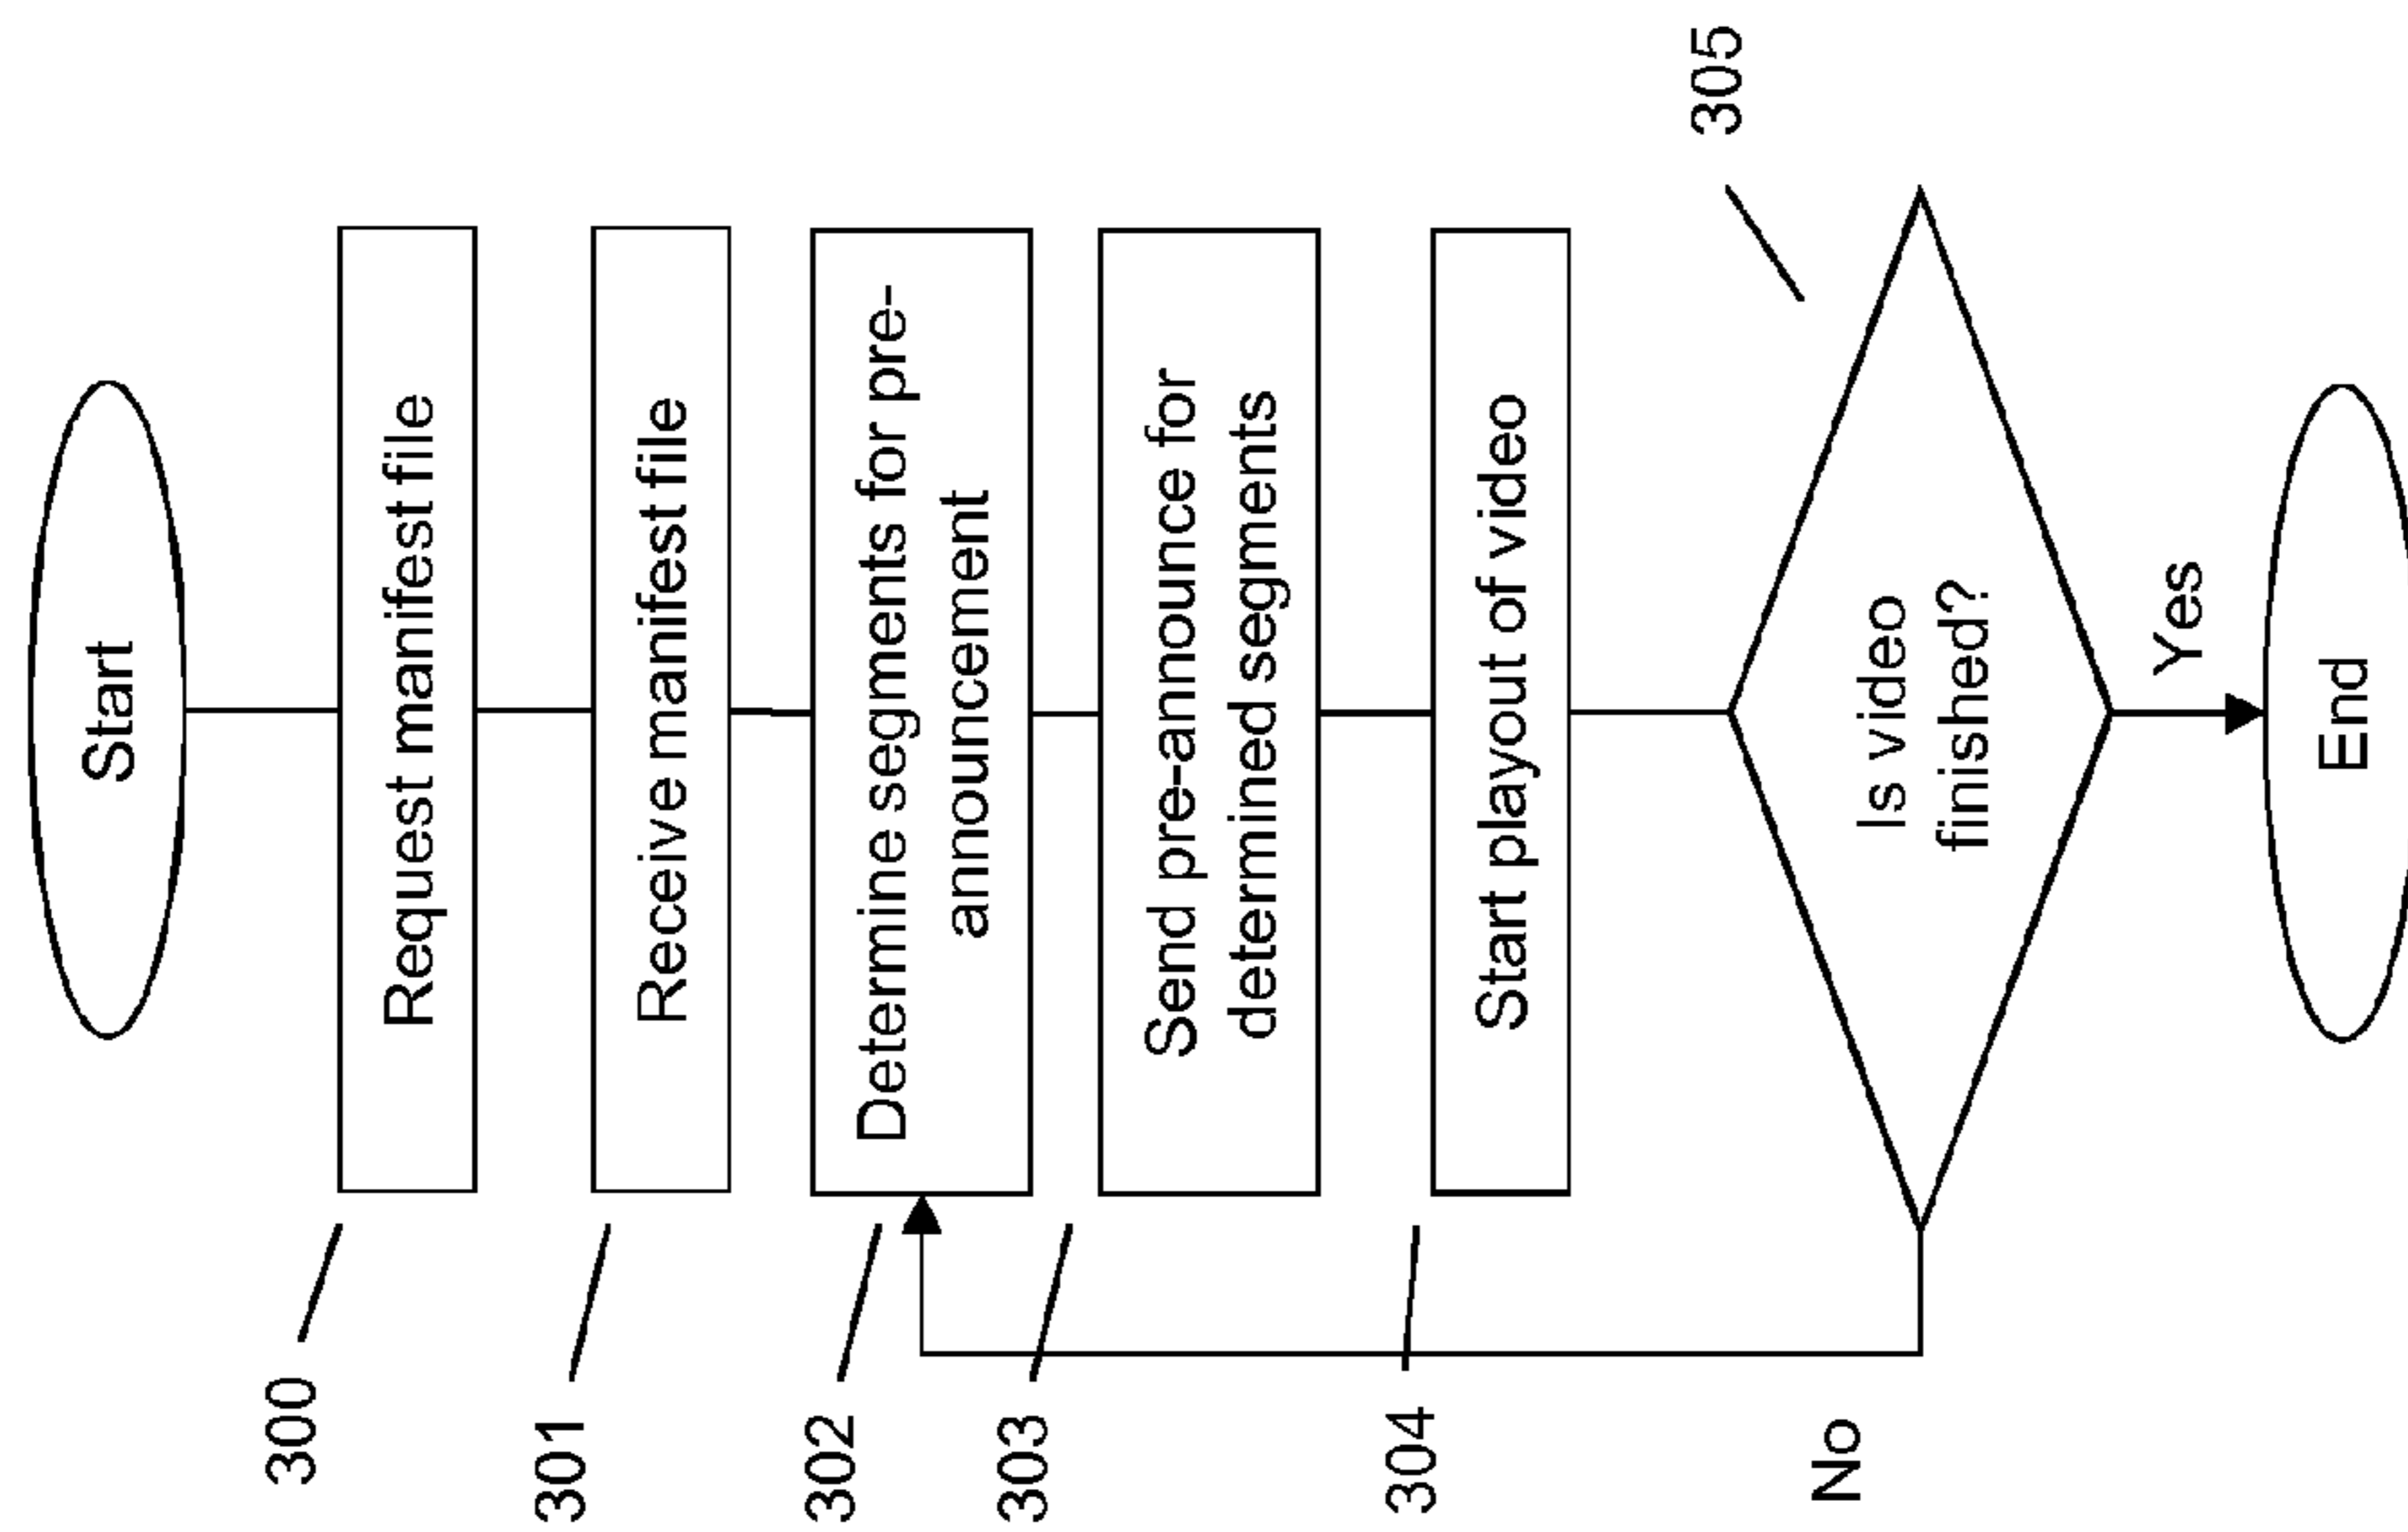 Start
300
Request manifest file
301
Receive manifest file
302
Determine segments for pre-
announcement
303
Send pre-announce for
determined segments
304
Start playout of video
305
Is video
finished?
No
Yes
End